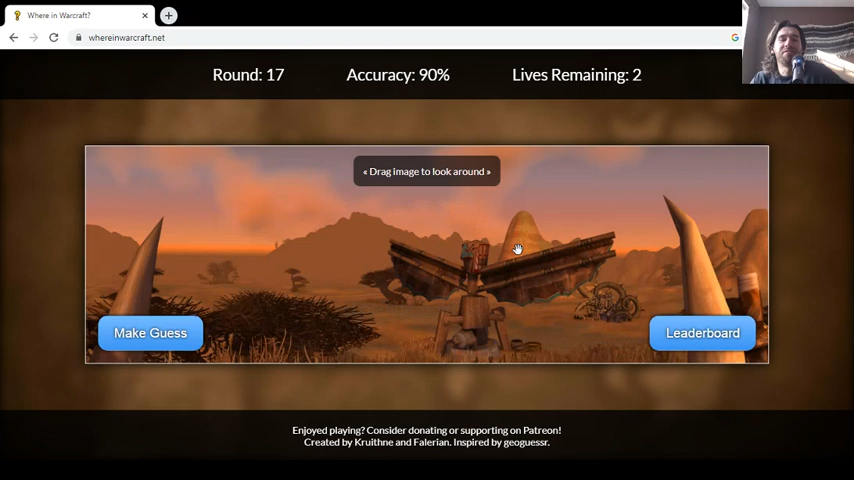 Where in Warcraft?
whereinwarcraft.net
Round: 17
Accuracy: 90%
Lives Remaining: 2
« Drag image to look around »
Make Guess
Leaderboard
Enjoyed playing? Consider donating or supporting on Patreon!
Created by Kruithne and Falerian. Inspired by geoguessr.